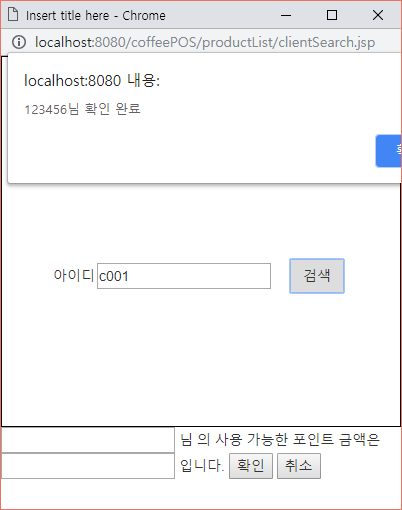 Insert title here - Chrome
localhost:8080/coffeePOS/productList/clientSearch.jsp
localhost:8080 내용:
123456님 확인 완료
아이디 c001 검색
님 의 사용 가능한 포인트 금액은
입니다. 확인 취소